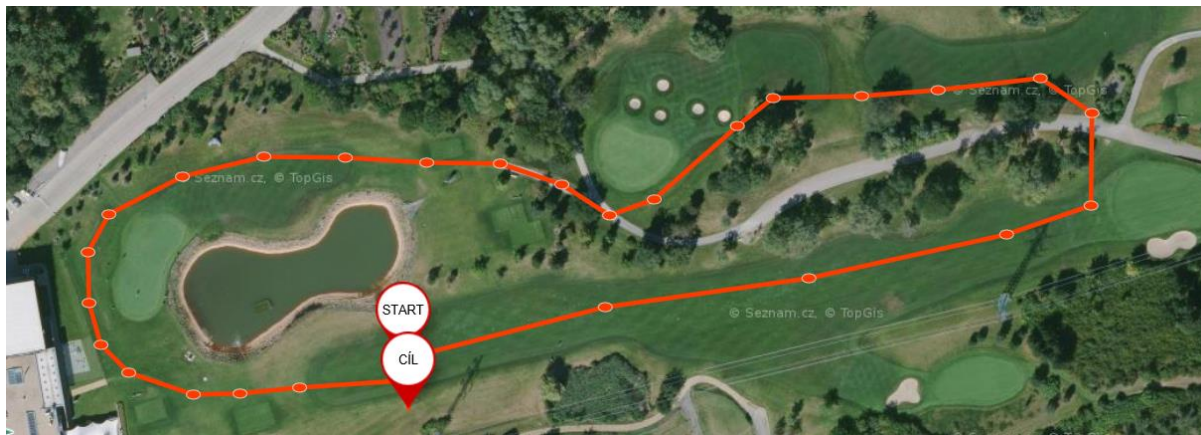 © Seznam.cz, © TopGis
Seznam.cz, © TopGis
START
© Seznam.cz, © TopGis
CÍL